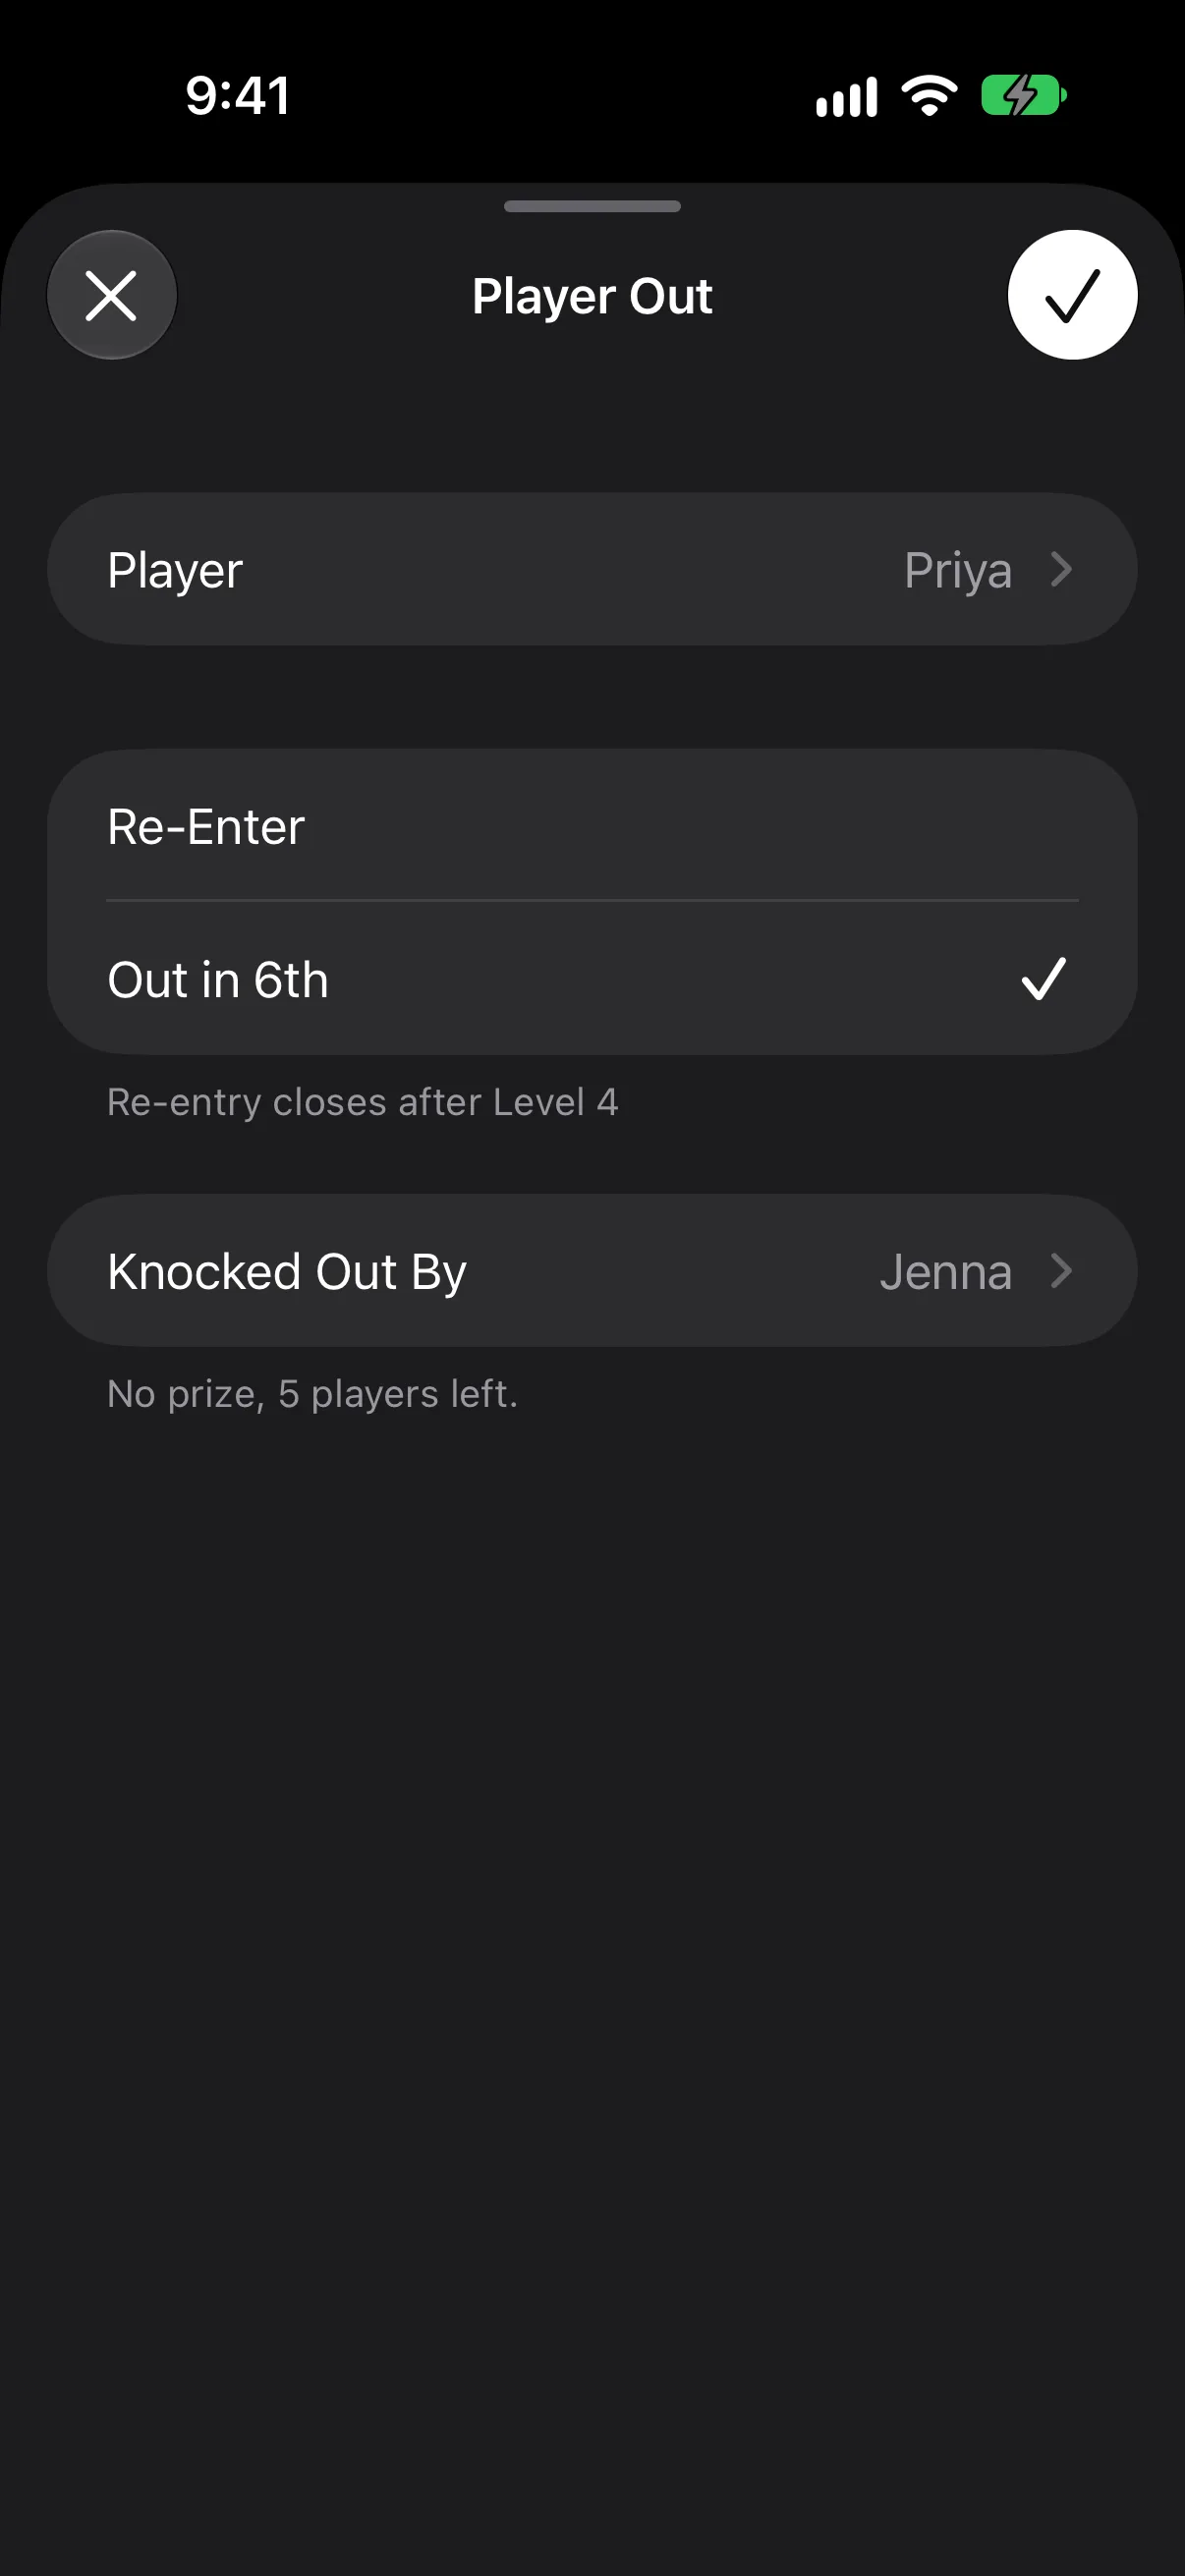 9:41
Player Out
Player Priya
Re-Enter
Out in 6th
Re-entry closes after Level 4
Knocked Out By Jenna
No prize, 5 players left.